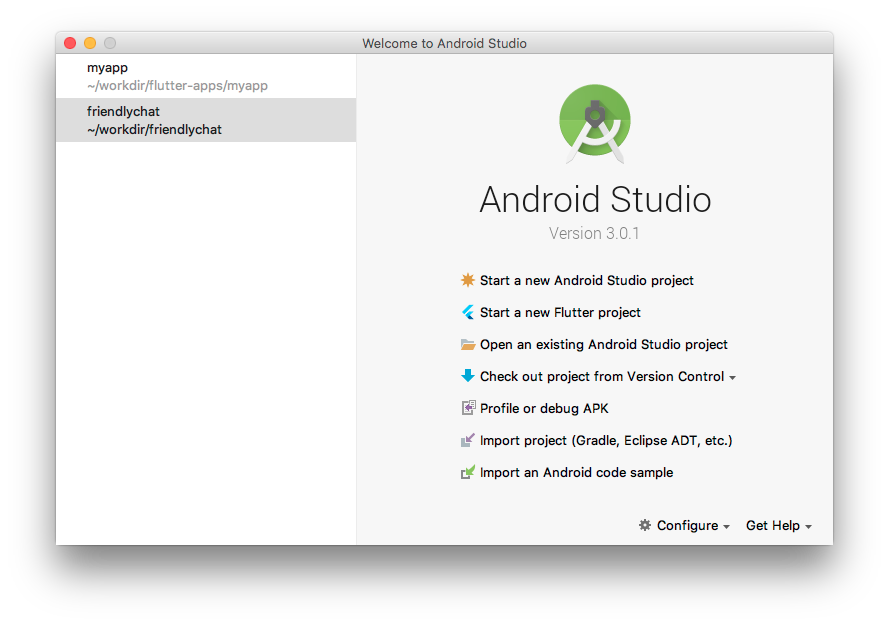 Welcome to Android Studio
myapp
~/workdir/flutter-apps/myapp
friendlychat
~/workdir/friendlychat
Android Studio
Version 3.0.1
Start a new Android Studio project
Start a new Flutter project
Open an existing Android Studio project
Check out project from Version Control
Profile or debug APK
Import project (Gradle, Eclipse ADT, etc.)
Import an Android code sample
Configure
Get Help